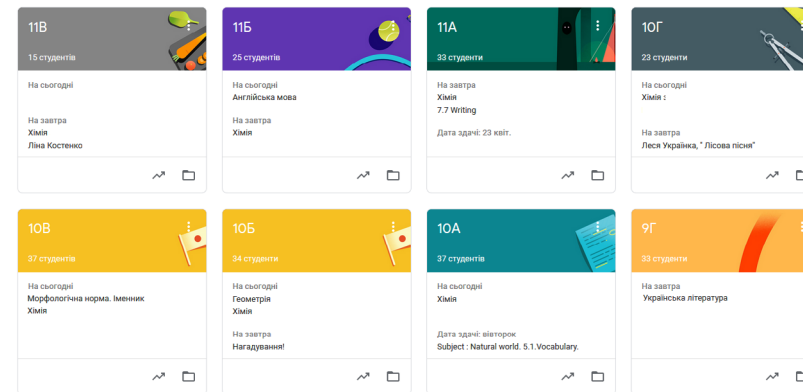 11В
15 студентів
На сьогодні
На завтра
Хімія
Ліна Костенко
11Б
25 студентів
На сьогодні
Англійська мова
На завтра
Хімія
11А
33 студенти
На завтра
Хімія
7.7 Writing
Дата здачі: 23 квіт.
10Г
23 студенти
На сьогодні
Хімія :
На завтра
Леся Українка, " Лісова пісня"
10В
37 студентів
На сьогодні
Морфологічна норма. Іменник
Хімія
10Б
34 студенти
На сьогодні
Геометрія
Хімія
На завтра
Нагадування!
10А
37 студентів
На сьогодні
Хімія
Дата здачі: вівторок
Subject : Natural world. 5.1.Vocabulary.
9Г
33 студенти
На завтра
Українська література